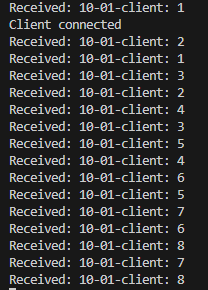 Received: 10-01-client: 1
Client connected
Received: 10-01-client: 2
Received: 10-01-client: 1
Received: 10-01-client: 3
Received: 10-01-client: 2
Received: 10-01-client: 4
Received: 10-01-client: 3
Received: 10-01-client: 5
Received: 10-01-client: 4
Received: 10-01-client: 6
Received: 10-01-client: 5
Received: 10-01-client: 7
Received: 10-01-client: 6
Received: 10-01-client: 8
Received: 10-01-client: 7
Received: 10-01-client: 8